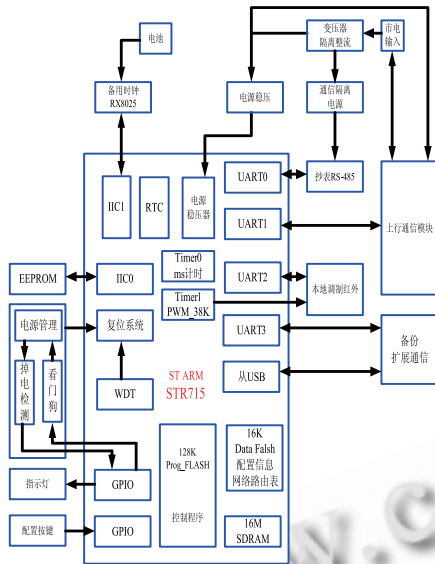 电池
变压器
隔离整流
市电
输入
备用时钟
RX8025
电源稳压
通信隔离
电源
IIC1
RTC
电源
稳压
器
UART0
抄表RS-485
UART1
上行通信模块
Timer0
ms计时
EEPROM
IIC0
UART2
本地调制红外
Timer1
PWM_38K
电源管理
复位系统
UART3
备份
扩展通信
掉电检测
看门狗
WDT
ST ARM
STR715
从USB
128K
Prog_FLASH
控制程序
16K
Data Falsh
配置信息
网络路由表
指示灯
GPIO
配置按键
GPIO
16M
SDRAM
W.C